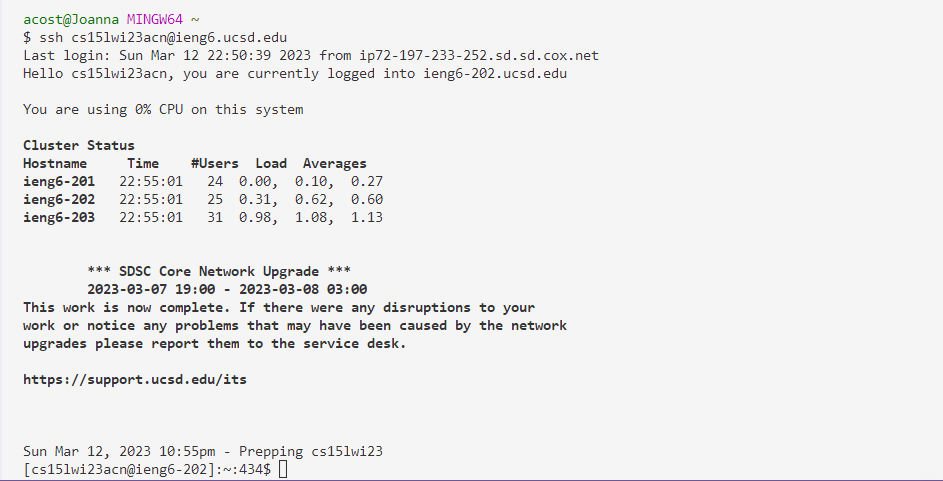 acost@Joanna MINGW64 ~
$ ssh cs15lwi23acn@ieng6.ucsd.edu
Last login: Sun Mar 12 22:50:39 2023 from ip72-197-233-252.sd.sd.cox.net
Hello cs15lwi23acn, you are currently logged into ieng6-202.ucsd.edu
You are using 0% CPU on this system
Cluster Status
Hostname     Time    #Users  Load  Averages
ieng6-201   22:55:01   24  0.00,  0.10,  0.27
ieng6-202   22:55:01   25  0.31,  0.62,  0.60
ieng6-203   22:55:01   31  0.98,  1.08,  1.13
*** SDSC Core Network Upgrade ***
2023-03-07 19:00 - 2023-03-08 03:00
This work is now complete. If there were any disruptions to your
work or notice any problems that may have been caused by the network
upgrades please report them to the service desk.
https://support.ucsd.edu/its
Sun Mar 12, 2023 10:55pm - Prepping cs15lwi23
[cs15lwi23acn@ieng6-202]:~:434$